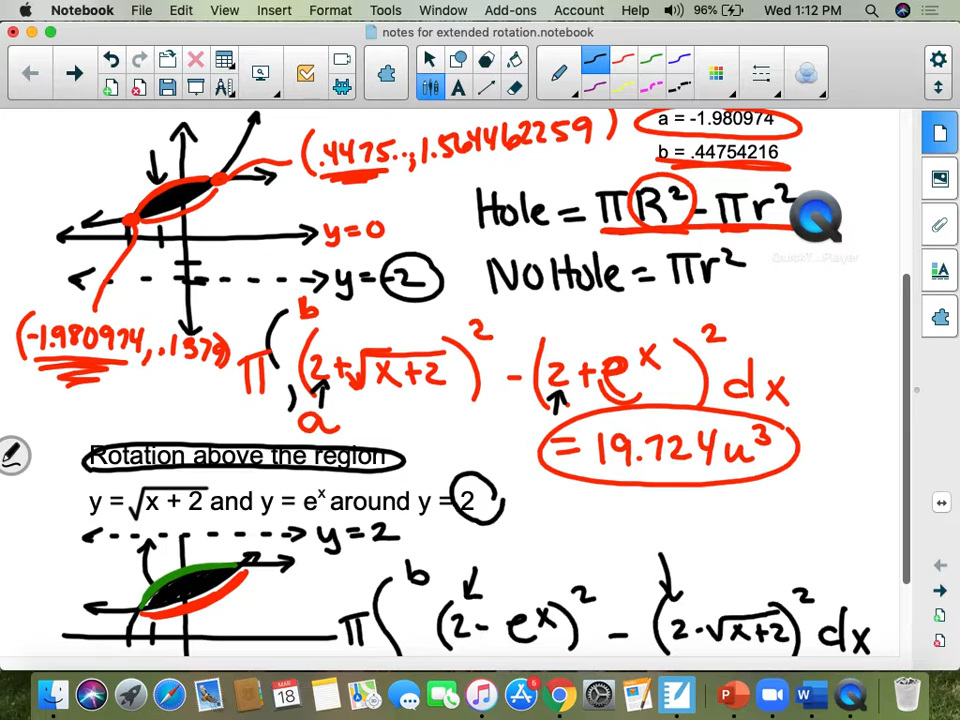 Notebook File Edit View Insert Format Tools Window Add-ons Account Help 96% Wed 1:12 PM
notes for extended rotation.notebook
a = -1.980974
(.4475..,1.564462259)
b = .44754216
Hole = πR² - πr²
QuickT...Player
y=0
y=-2
No Hole = πr²
(-1.980974, .1379)
b
π ∫ (2+√x+2)² - (2+eˣ)² dx
a
= 19.724u³
Rotation above the region
y = √x + 2 and y = eˣ around y = 2
y=2
b
π ∫ (2-eˣ)² - (2-√x+2)² dx
MAR
18
6